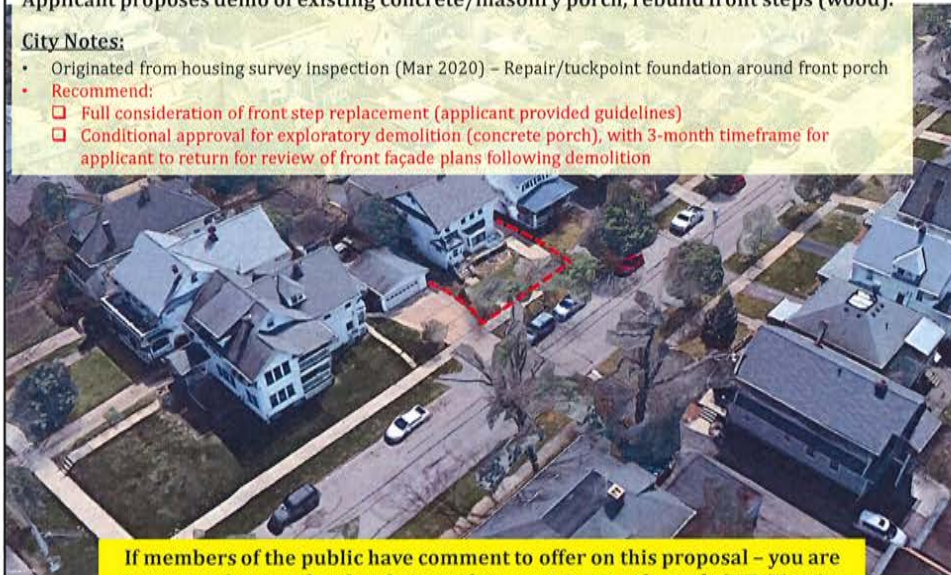 Applicant proposes demo of existing concrete/masonry porch, rebuild front steps (wood).
City Notes:
• Originated from housing survey inspection (Mar 2020) – Repair/tuckpoint foundation around front porch
• Recommend:
❑ Full consideration of front step replacement (applicant provided guidelines)
❑ Conditional approval for exploratory demolition (concrete porch), with 3-month timeframe for
applicant to return for review of front façade plans following demolition
If members of the public have comment to offer on this proposal – you are